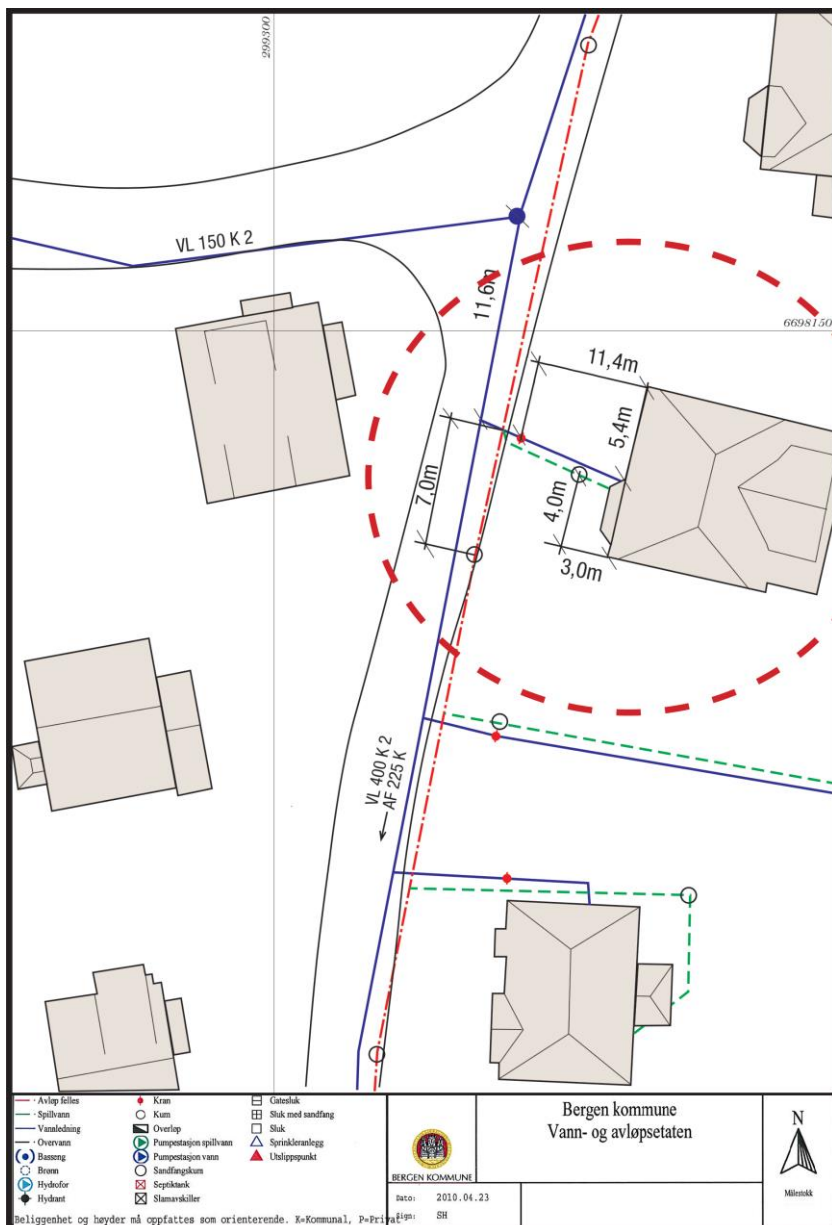 299300
VL 150 K 2
11,6m
6698150
11,4m
5,4m
7,0m
4,0m
3,0m
VL 400 K 2
AF 225 K
Avløp felles
Spillvann
Vannledning
Overvann
Basseng
Brønn
Hydrofor
Hydrant
Kran
Kum
Overløp
Pumpestasjon spillvann
Pumpestasjon vann
Sandfangskum
Septiktank
Slamavskiller
Gatesluk
Sluk med sandfang
Sluk
Sprinkleranlegg
Utslippspunkt
BERGEN KOMMUNE
Bergen kommune
Vann- og avløpsetaten
N
Målestokk
Dato: 2010.04.23
Sign: SH
Beliggenhet og høyder må oppfattes som orienterende. K=Kommunal, P=Privat